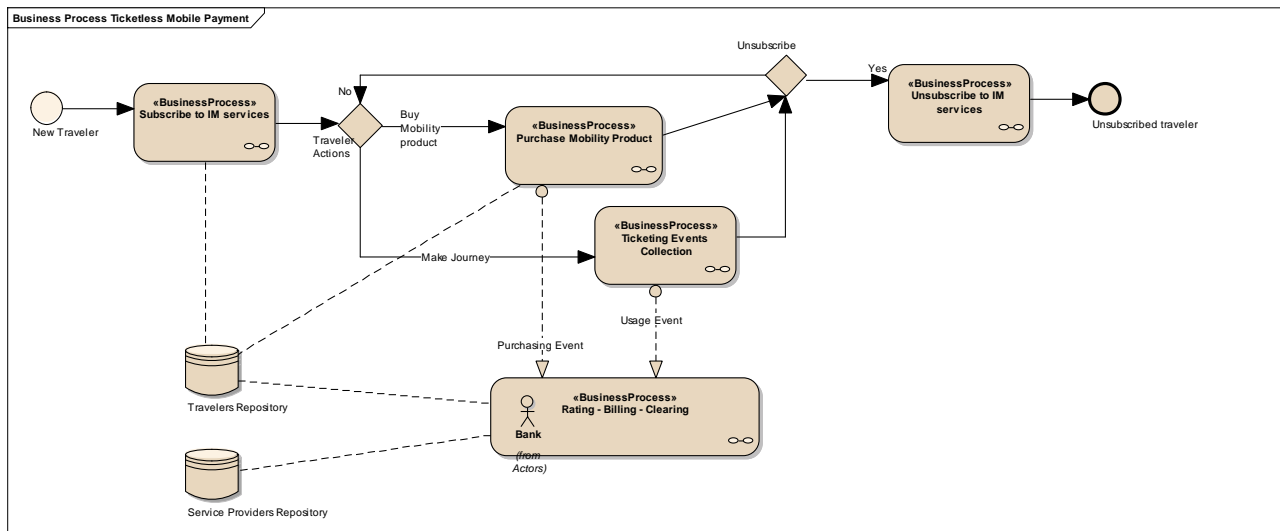 Business Process Ticketless Mobile Payment
Unsubscribe
Yes
No
«BusinessProcess»
Subscribe to IM services
New Traveler
Traveler
Actions
Buy
Mobility
product
«BusinessProcess»
Purchase Mobility Product
«BusinessProcess»
Unsubscribe to IM
services
Unsubscribed traveler
«BusinessProcess»
Ticketing Events
Collection
Make Journey
Usage Event
Purchasing Event
Travelers Repository
«BusinessProcess»
Rating - Billing - Clearing
Bank
(from
Actors)
Service Providers Repository